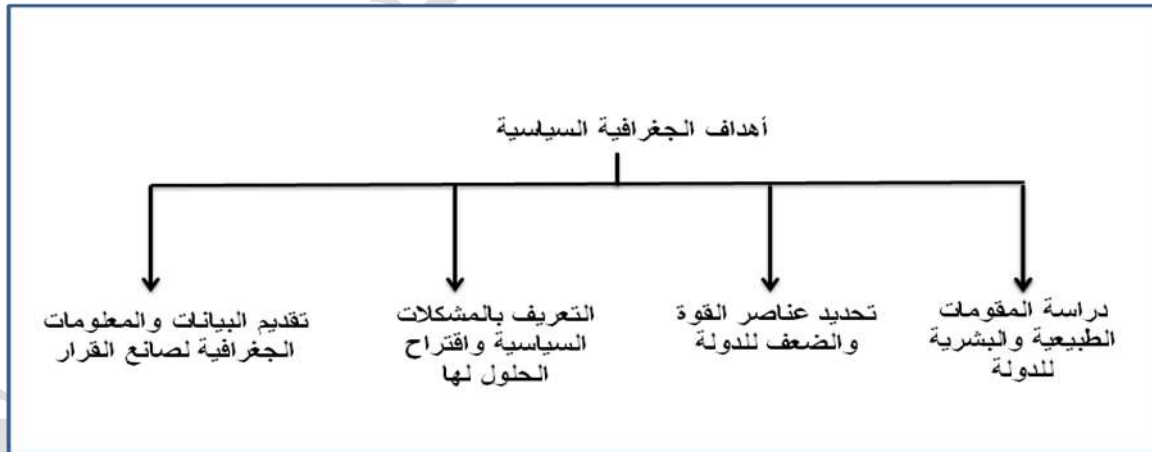 أهداف الجغرافية السياسية
دراسة المقومات
الطبيعية والبشرية
للدولة
تحديد عناصر القوة
والضعف للدولة
التعريف بالمشكلات
السياسية واقتراح
الحلول لها
تقديم البيانات والمعلومات
الجغرافية لصانع القرار